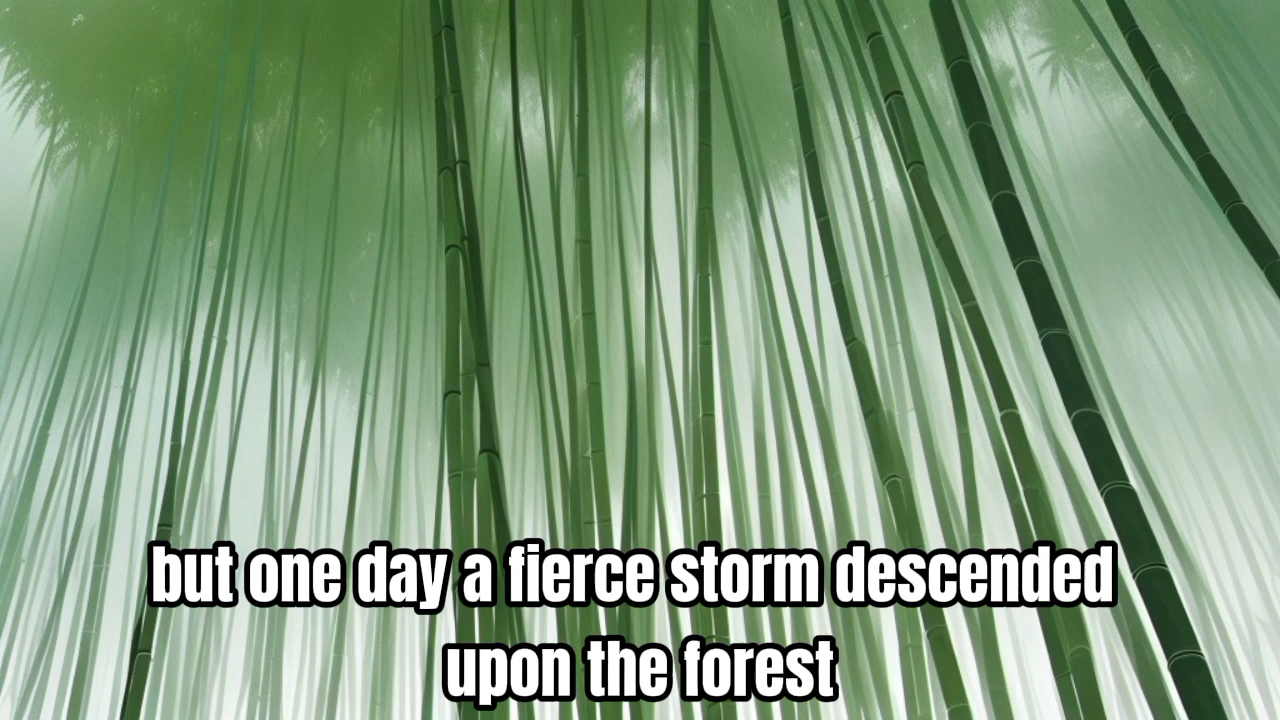 but one day a fierce storm descended
upon the forest